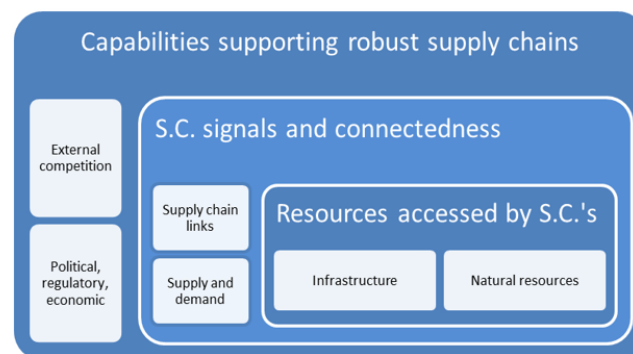 Capabilities supporting robust supply chains
S.C. signals and connectedness
External
competition
Supply chain
links
Resources accessed by S.C.'s
Political,
regulatory,
economic
Supply and
demand
Infrastructure
Natural resources